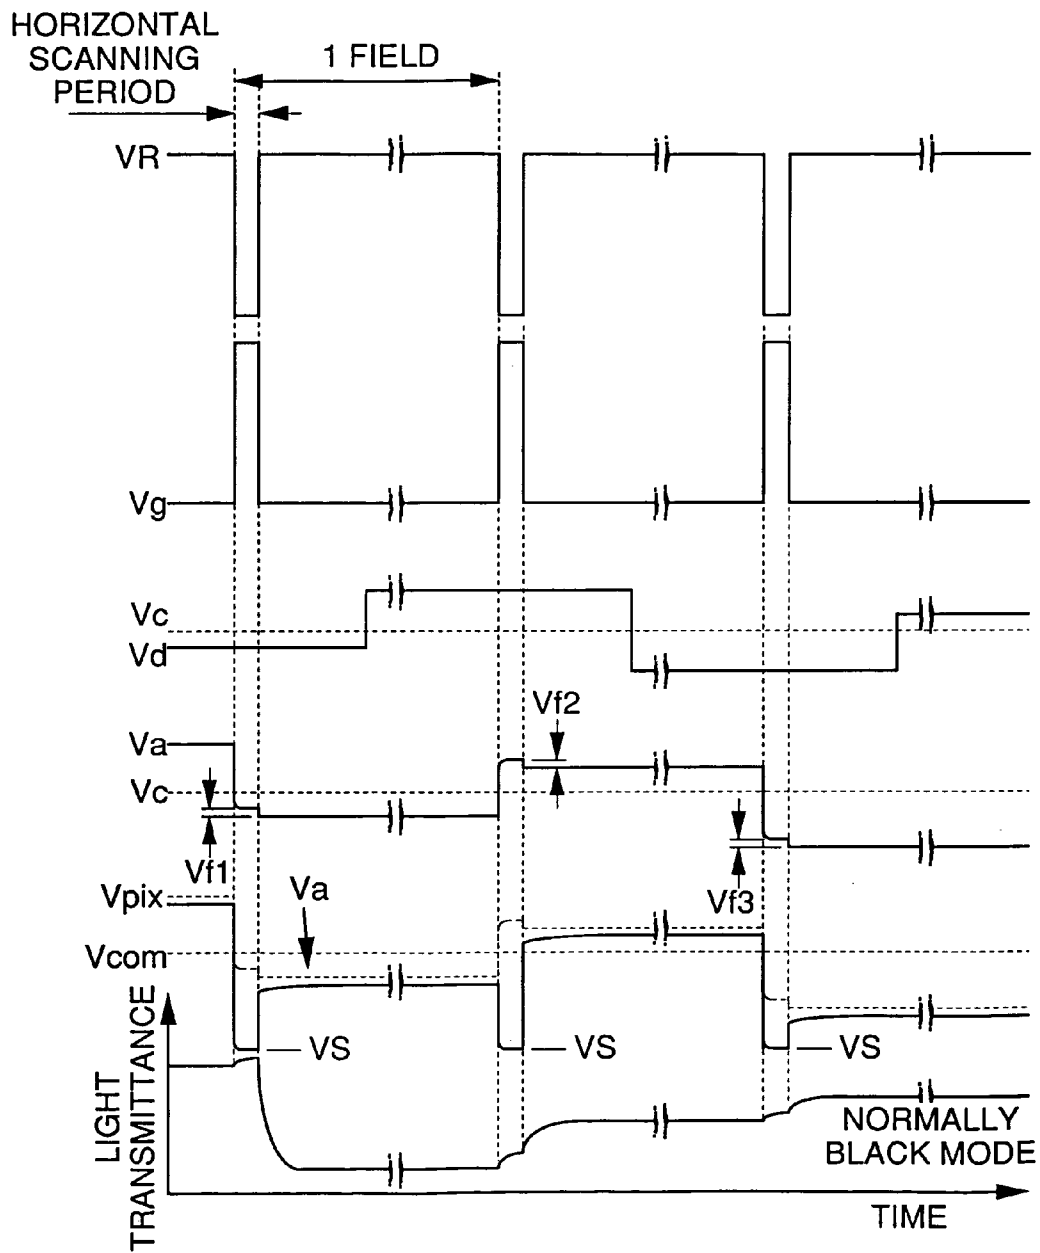 HORIZONTAL
SCANNING
PERIOD
1 FIELD
VR
Vg
Vc
Vd
Vf2
Va
Vc
Vf1
Vf3
Vpix
Va
Vcom
VS
VS
VS
LIGHT
TRANSMITTANCE
NORMALLY
BLACK MODE
TIME